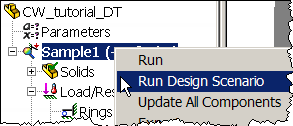 CW_tutorial_DT
Parameters
Sample1 (-
Run
Solids
Run Design Scenario
Load/Res
Update All Components
Rings